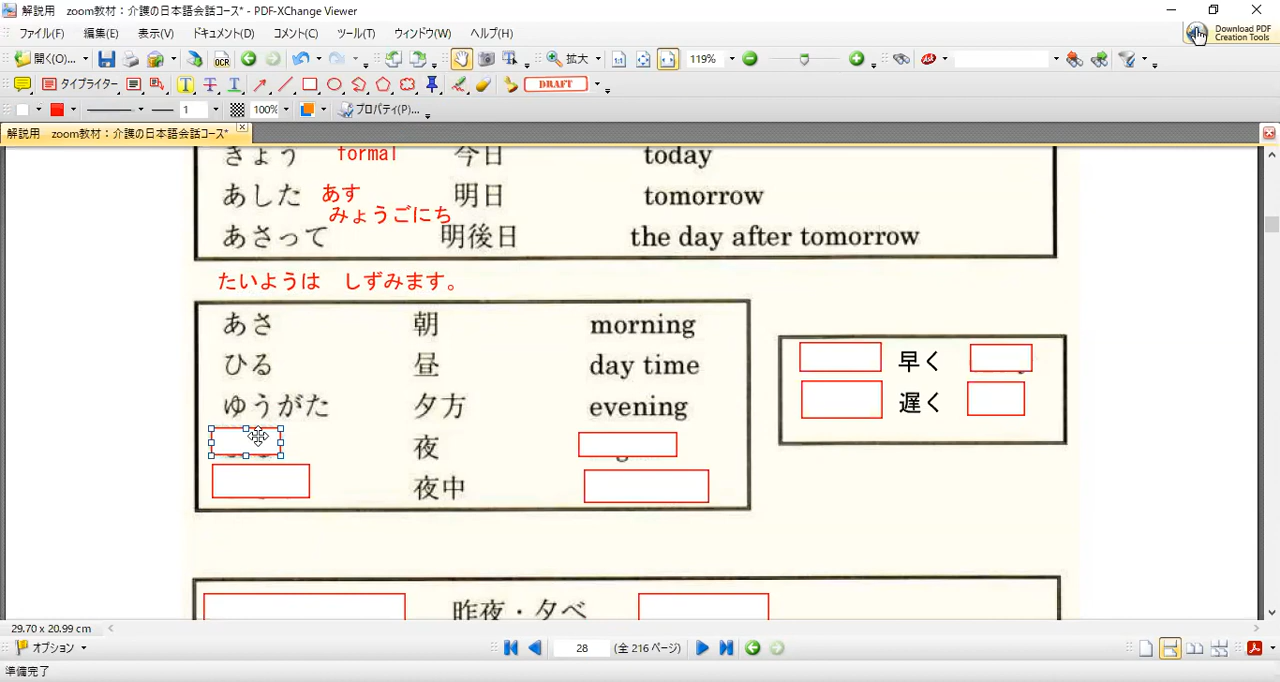 解説用 zoom教材：介護の日本語会話コース* - PDF-XChange Viewer
ファイル(F) 編集(E) 表示(V) ドキュメント(D) コメント(C) ツール(T) ウィンドウ(W) ヘルプ(H)
Download PDF
Creation Tools
開く(O)... OCR 拡大 119%
タイプライター T T T DRAFT
1 100% プロパティ(P)...
解説用 zoom教材：介護の日本語会話コース*
きょう formal 今日 today
あした あす 明日 tomorrow
みょうごにち
あさって 明後日 the day after tomorrow
たいようは しずみます。
あさ 朝 morning
ひる 昼 day time
ゆうがた 夕方 evening
夜
夜中
早く
遅く
昨夜・夕べ
29.70 x 20.99 cm
オプション 28 (全 216 ページ)
準備完了